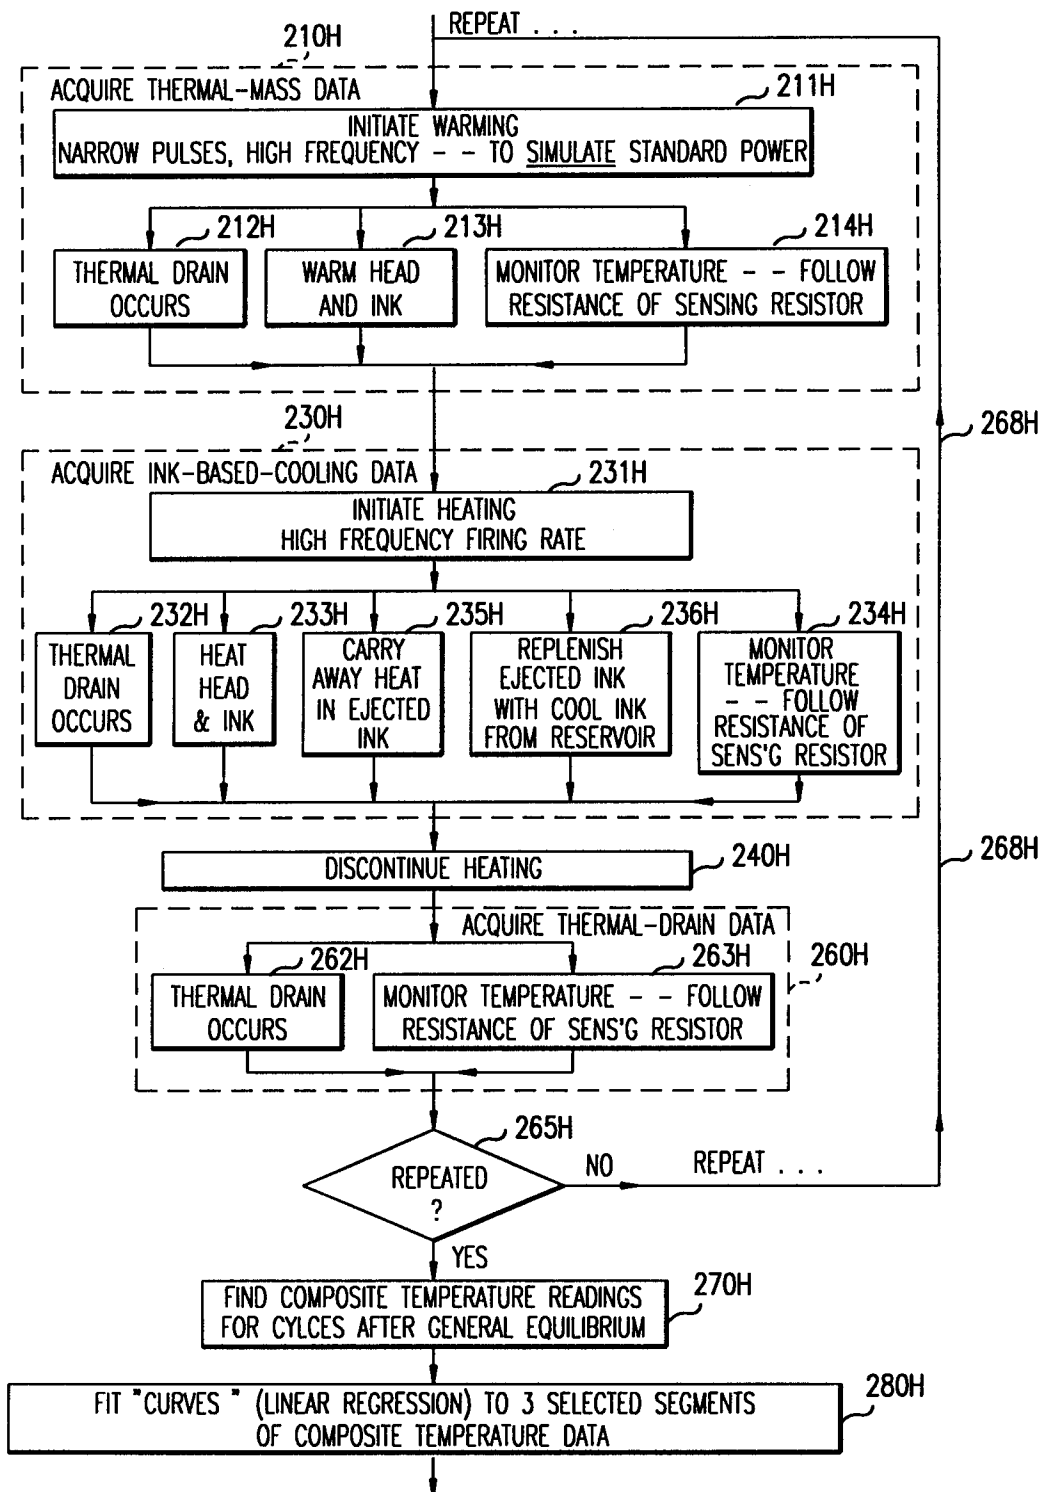 REPEAT . . .
210H
ACQUIRE THERMAL-MASS DATA
211H
INITIATE WARMING
NARROW PULSES, HIGH FREQUENCY - - TO SIMULATE STANDARD POWER
212H
213H
214H
THERMAL DRAIN
OCCURS
WARM HEAD
AND INK
MONITOR TEMPERATURE - - FOLLOW
RESISTANCE OF SENSING RESISTOR
230H
268H
ACQUIRE INK-BASED-COOLING DATA
231H
INITIATE HEATING
HIGH FREQUENCY FIRING RATE
232H
233H
235H
236H
234H
THERMAL
DRAIN
OCCURS
HEAT
HEAD
& INK
CARRY
AWAY HEAT
IN EJECTED
INK
REPLENISH
EJECTED INK
WITH COOL INK
FROM RESERVOIR
MONITOR
TEMPERATURE
- - FOLLOW
RESISTANCE OF
SENS'G RESISTOR
DISCONTINUE HEATING
240H
268H
ACQUIRE THERMAL-DRAIN DATA
262H
263H
260H
THERMAL DRAIN
OCCURS
MONITOR TEMPERATURE - - FOLLOW
RESISTANCE OF SENS'G RESISTOR
265H
REPEATED
?
NO
REPEAT . . .
YES
270H
FIND COMPOSITE TEMPERATURE READINGS
FOR CYLCES AFTER GENERAL EQUILIBRIUM
280H
FIT "CURVES " (LINEAR REGRESSION) TO 3 SELECTED SEGMENTS
OF COMPOSITE TEMPERATURE DATA